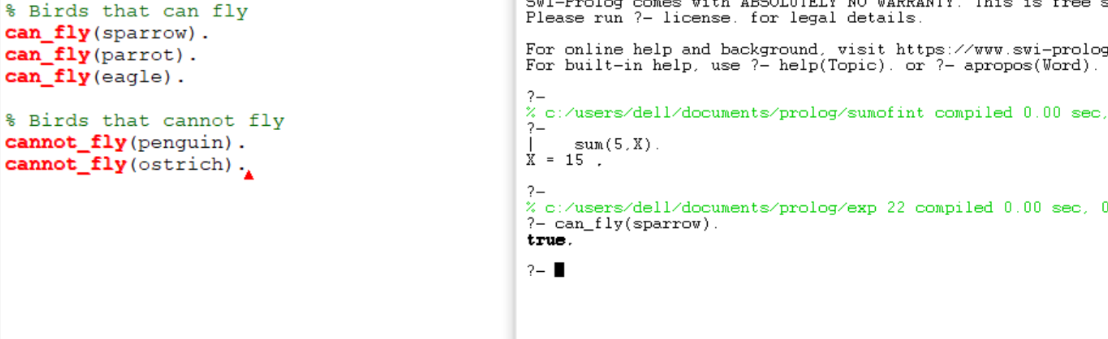 % Birds that can fly
can_fly(sparrow).
can_fly(parrot).
can_fly(eagle).
% Birds that cannot fly
cannot_fly(penguin).
cannot_fly(ostrich).
SWI-Prolog comes with ABSOLUTELY NO WARRANTY. This is free s
Please run ?- license. for legal details.
For online help and background, visit https://www.swi-prolog
For built-in help, use ?- help(Topic). or ?- apropos(Word).
?-
% c:/users/dell/documents/prolog/sumofint compiled 0.00 sec,
?-
|    sum(5,X).
X = 15 .
?-
% c:/users/dell/documents/prolog/exp 22 compiled 0.00 sec, 0
?- can_fly(sparrow).
true.
?-